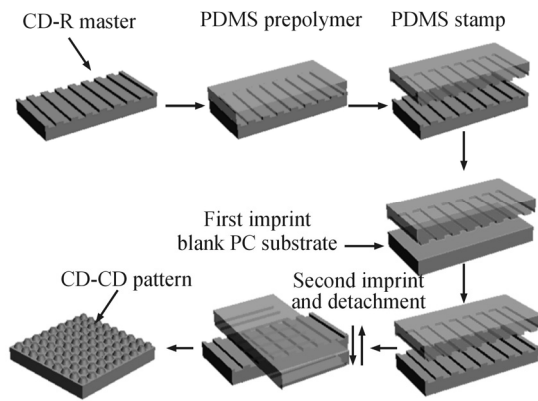 CD-R master
PDMS prepolymer
PDMS stamp
First imprint
blank PC substrate
CD-CD pattern
Second imprint
and detachment